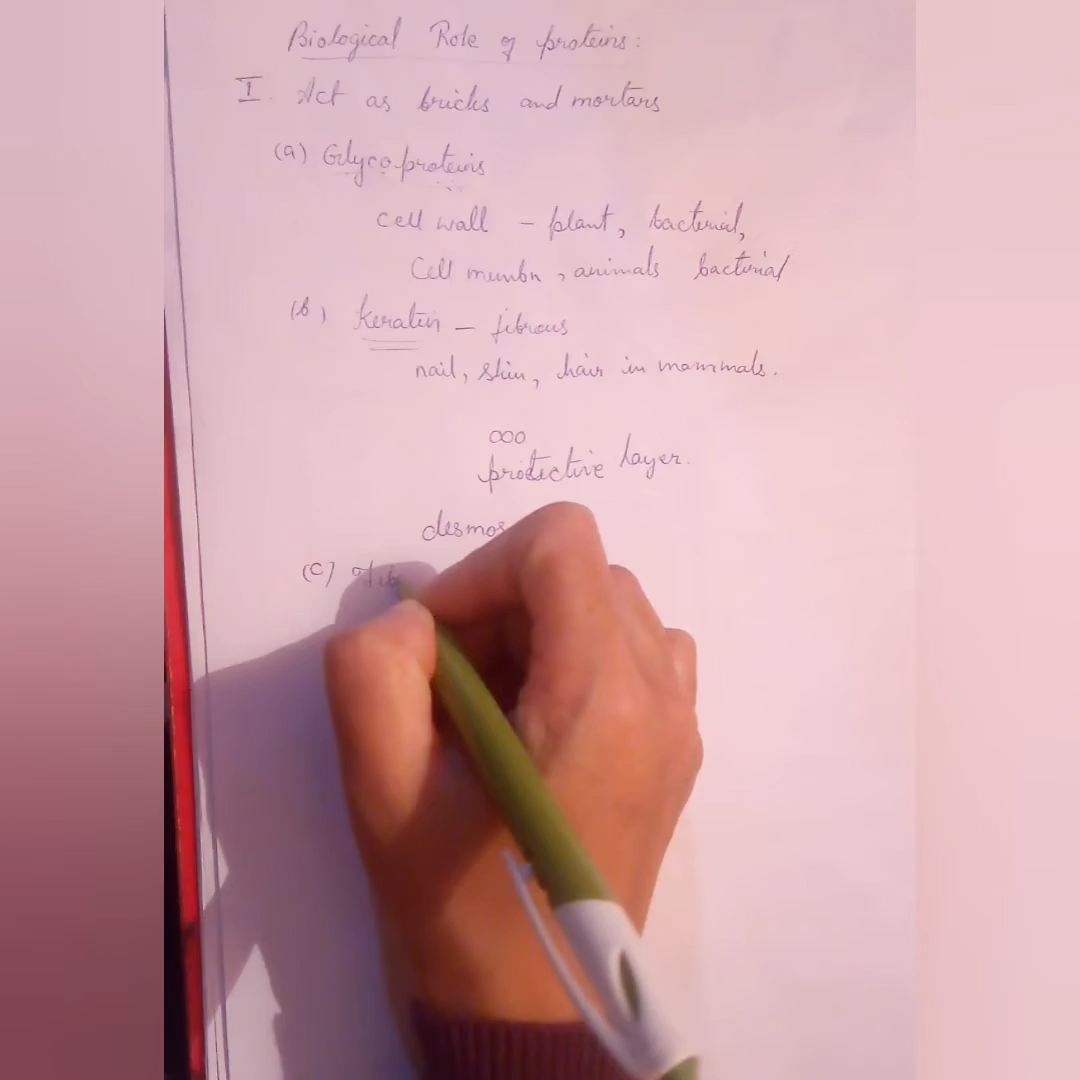 Biological Role of proteins:
I. Act as bricks and mortars
(a) Glycoproteins
cell wall - plant, bacterial,
Cell membn, animals bacterial
(b) Keratin - fibrous
nail, skin, hair in mammals.
protective layer.
desmos
(c)